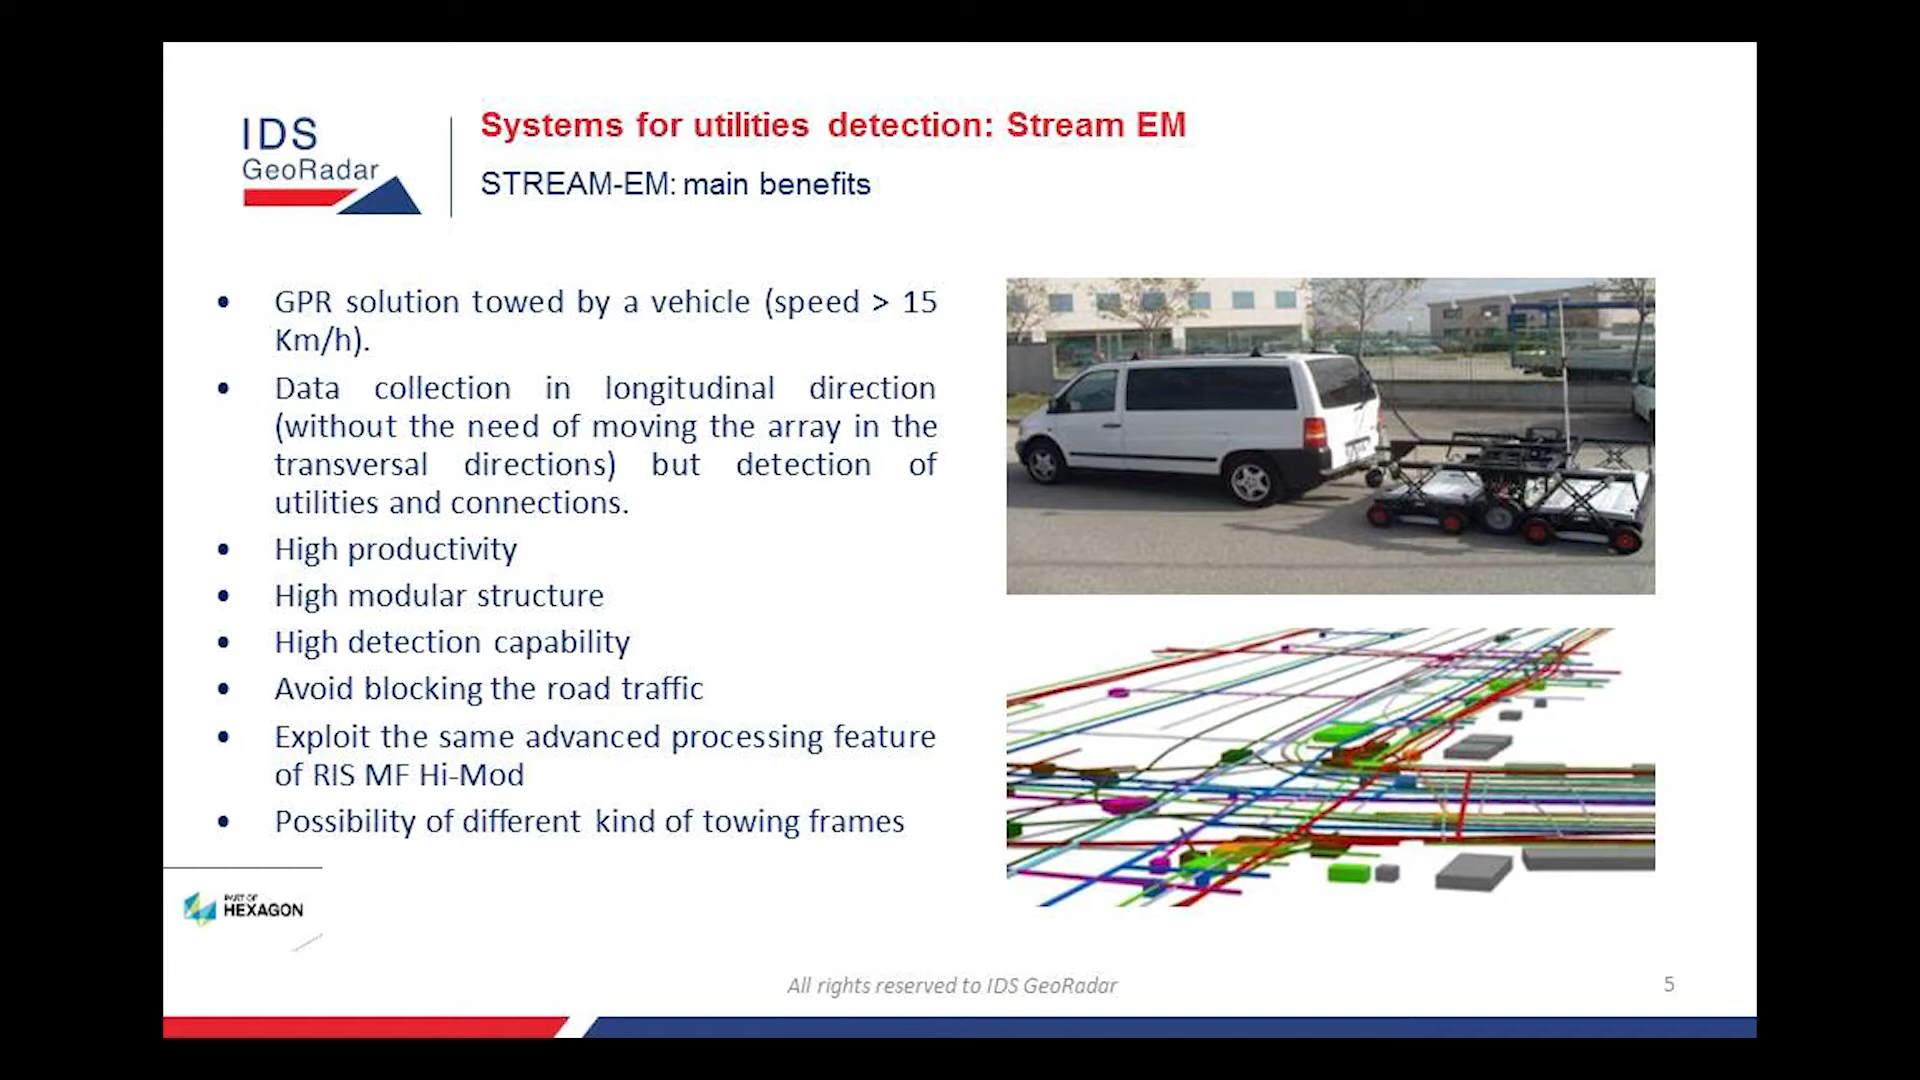 IDS
GeoRadar
Systems for utilities detection: Stream EM
STREAM-EM: main benefits
• GPR solution towed by a vehicle (speed > 15
Km/h).
• Data collection in longitudinal direction
(without the need of moving the array in the
transversal directions) but detection of
utilities and connections.
• High productivity
• High modular structure
• High detection capability
• Avoid blocking the road traffic
• Exploit the same advanced processing feature
of RIS MF Hi-Mod
• Possibility of different kind of towing frames
PART OF
HEXAGON
All rights reserved to IDS GeoRadar
5